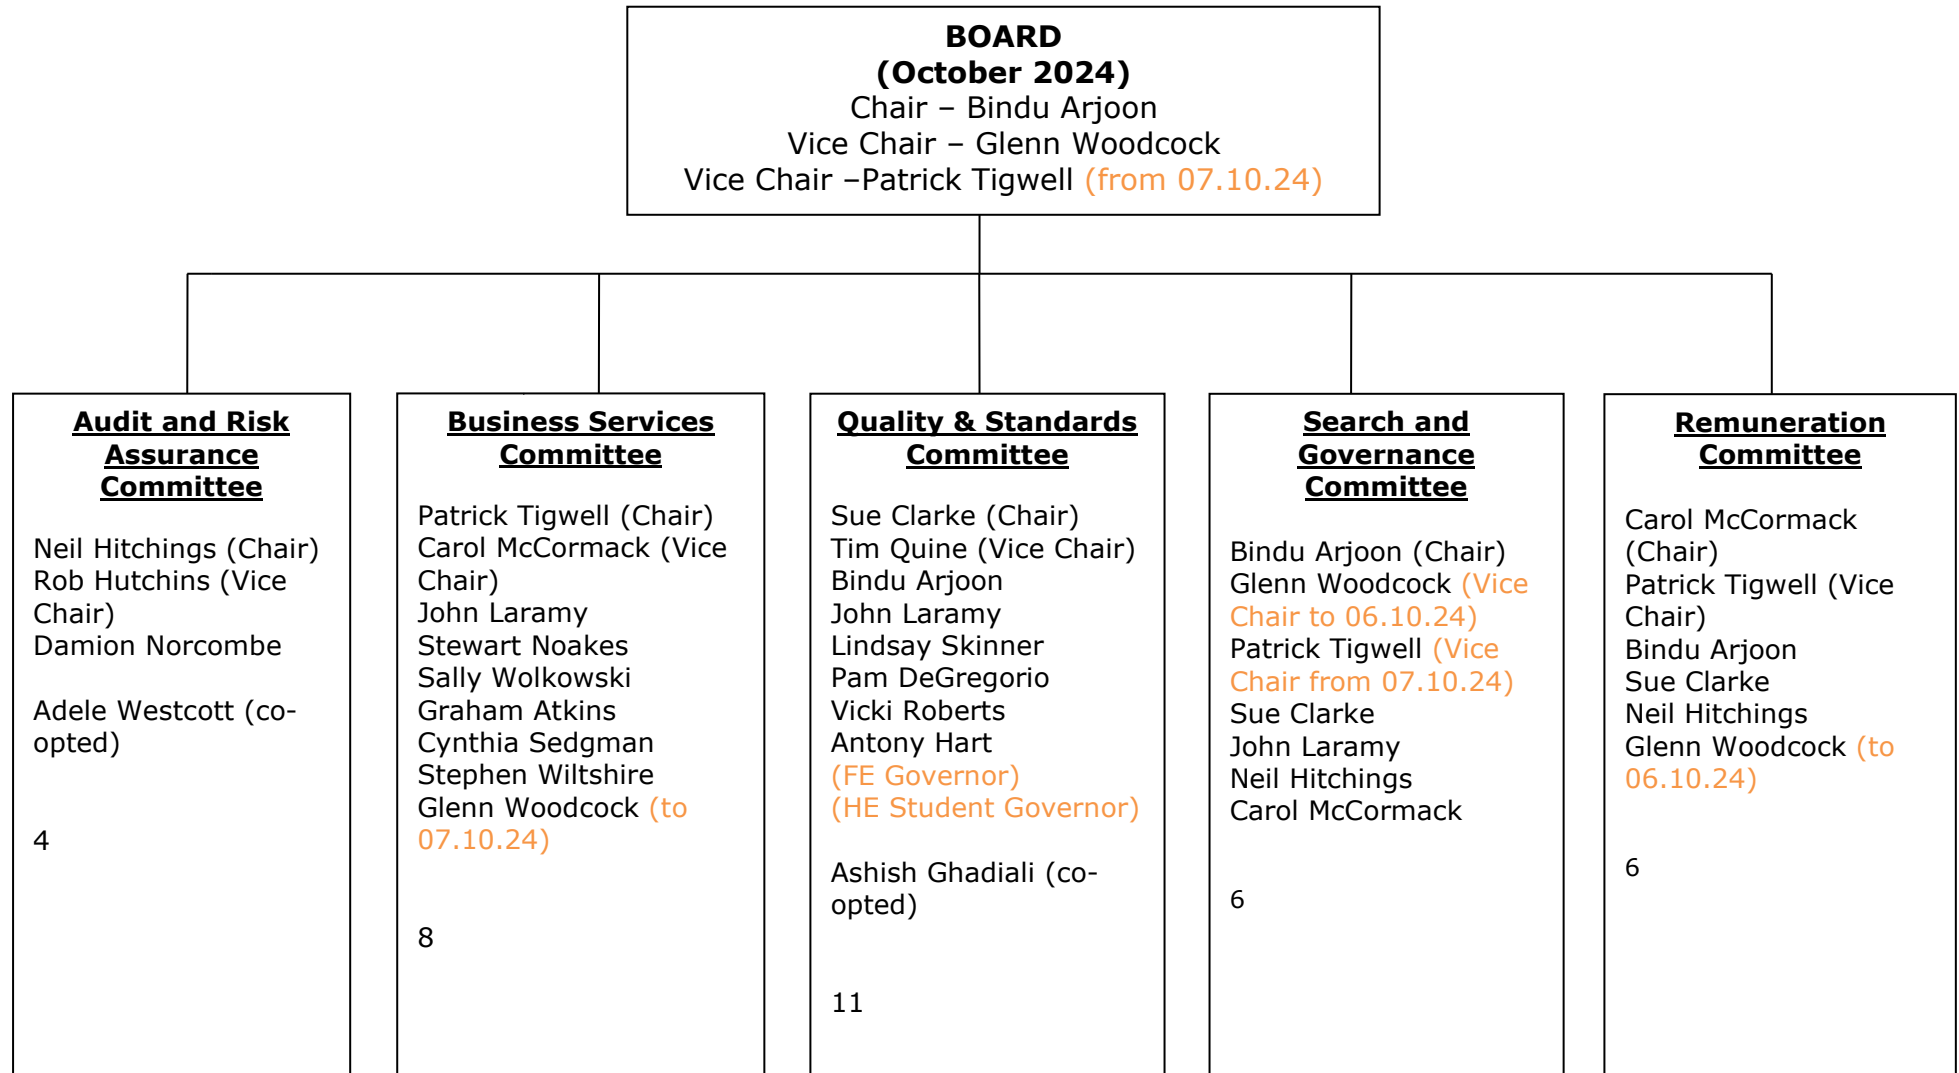 BOARD
(October 2024)
Chair – Bindu Arjoon
Vice Chair – Glenn Woodcock
Vice Chair –Patrick Tigwell (from 07.10.24)
Audit and Risk
Assurance
Committee
Neil Hitchings (Chair)
Rob Hutchins (Vice
Chair)
Damion Norcombe
Adele Westcott (co-
opted)
4
Business Services
Committee
Patrick Tigwell (Chair)
Carol McCormack (Vice
Chair)
John Laramy
Stewart Noakes
Sally Wolkowski
Graham Atkins
Cynthia Sedgman
Stephen Wiltshire
Glenn Woodcock (to
07.10.24)
8
Quality & Standards
Committee
Sue Clarke (Chair)
Tim Quine (Vice Chair)
Bindu Arjoon
John Laramy
Lindsay Skinner
Pam DeGregorio
Vicki Roberts
Antony Hart
(FE Governor)
(HE Student Governor)
Ashish Ghadiali (co-
opted)
11
Search and
Governance
Committee
Bindu Arjoon (Chair)
Glenn Woodcock (Vice
Chair to 06.10.24)
Patrick Tigwell (Vice
Chair from 07.10.24)
Sue Clarke
John Laramy
Neil Hitchings
Carol McCormack
6
Remuneration
Committee
Carol McCormack
(Chair)
Patrick Tigwell (Vice
Chair)
Bindu Arjoon
Sue Clarke
Neil Hitchings
Glenn Woodcock (to
06.10.24)
6